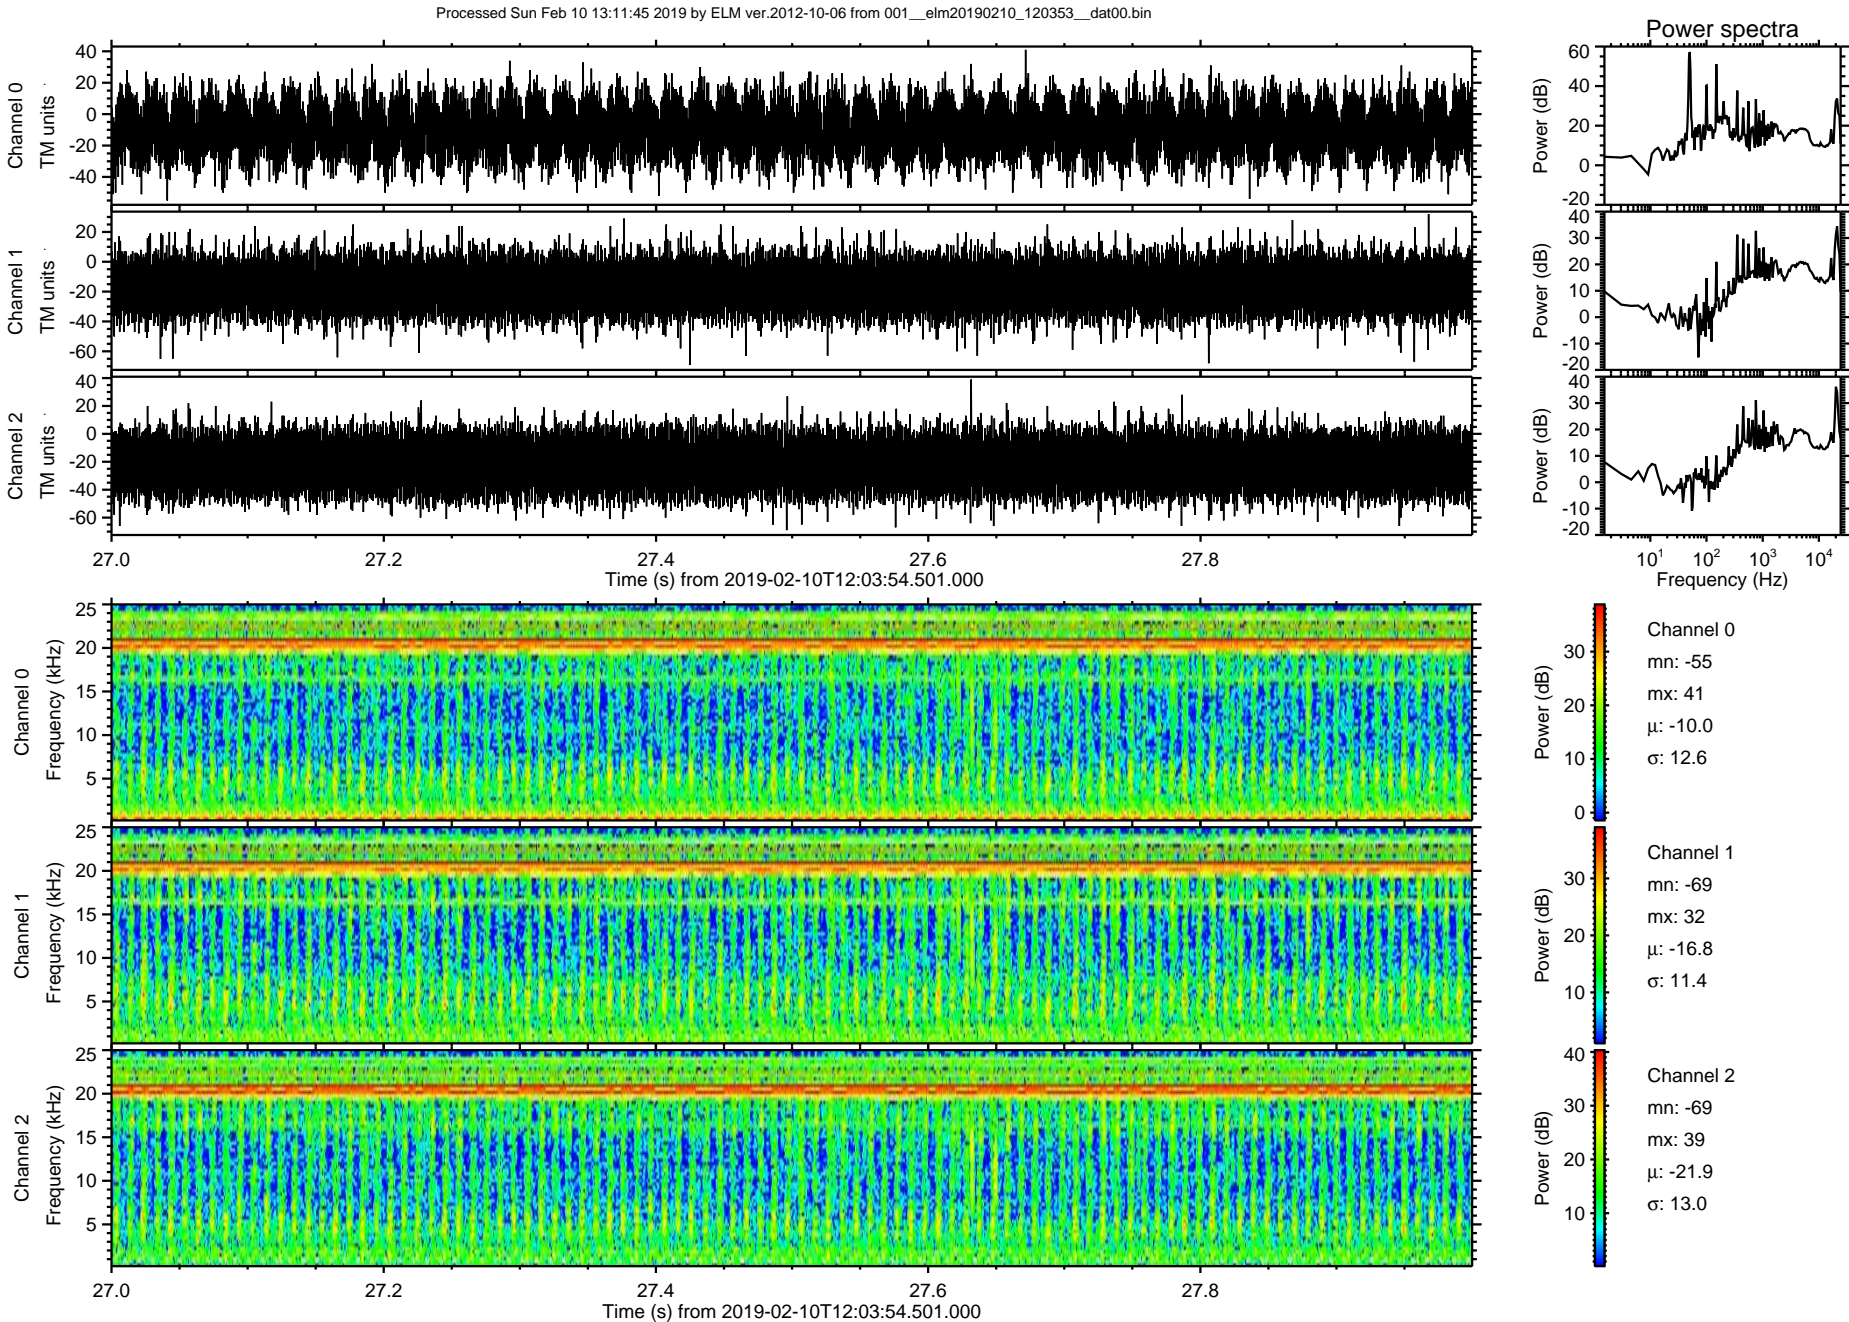 Processed Sun Feb 10 13:11:45 2019 by ELM ver.2012-10-06 from 001__elm20190210_120353__dat00.bin
Power spectra
Channel 0
TM units
40
20
0
-20
-40
Power (dB)
60
40
20
0
-20
Channel 1
TM units
20
0
-20
-40
-60
Power (dB)
40
30
20
10
0
-10
-20
Channel 2
TM units
40
20
0
-20
-40
-60
Power (dB)
40
30
20
10
0
-10
-20
27.0 27.2 27.4 27.6 27.8
Time (s) from 2019-02-10T12:03:54.501.000
10^1 10^2 10^3 10^4
Frequency (Hz)
Channel 0
Frequency (kHz)
25
20
15
10
5
Power (dB)
30
20
10
0
Channel 0
mn: -55
mx: 41
μ: -10.0
σ: 12.6
Channel 1
Frequency (kHz)
25
20
15
10
5
Power (dB)
30
20
10
Channel 1
mn: -69
mx: 32
μ: -16.8
σ: 11.4
Channel 2
Frequency (kHz)
25
20
15
10
5
Power (dB)
40
30
20
10
Channel 2
mn: -69
mx: 39
μ: -21.9
σ: 13.0
27.0 27.2 27.4 27.6 27.8
Time (s) from 2019-02-10T12:03:54.501.000